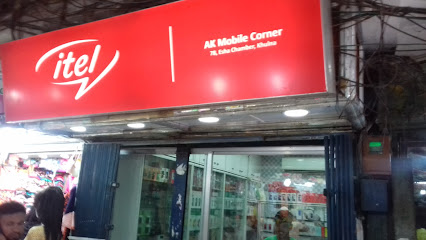 itel
AK Mobile Corner
78, Esha Chamber, Khulna